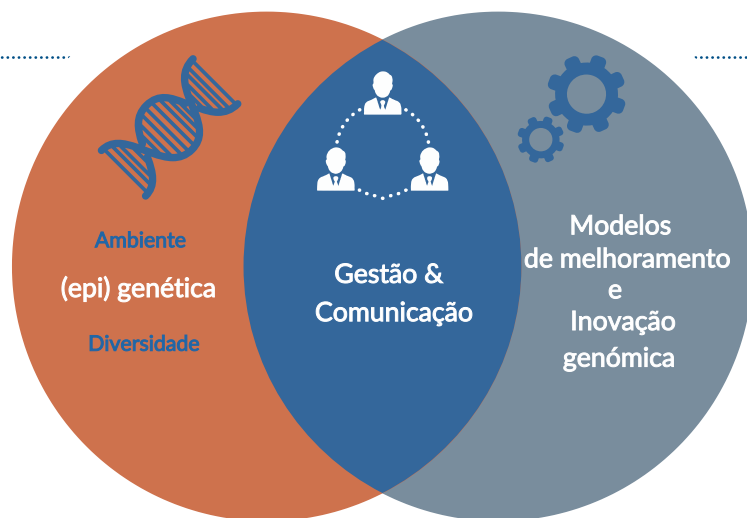 Ambiente
(epi) genética
Diversidade
Gestão &
Comunicação
Modelos
de melhoramento
e
Inovação
genómica